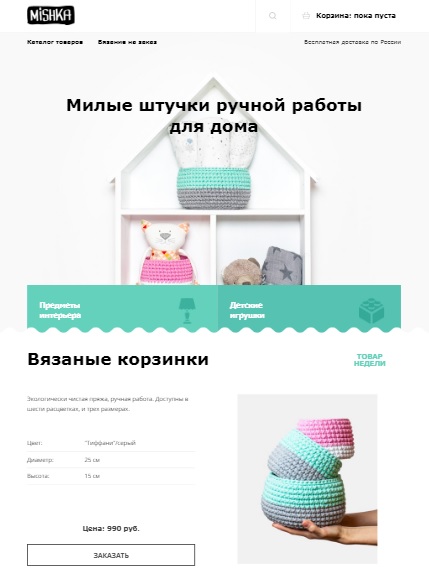 MiSHKA
Корзина: пока пуста
Каталог товаров Вязание на заказ Бесплатная доставка по России
Милые штучки ручной работы
для дома
Предметы
интерьера
Детские
игрушки
Вязаные корзинки
ТОВАР
НЕДЕЛИ
Экологически чистая пряжа, ручная работа. Доступны в
шести расцветках, и трех размерах.
Цвет: "Тиффани"/серый
Диаметр: 25 см
Высота: 15 см
Цена: 990 руб.
ЗАКАЗАТЬ